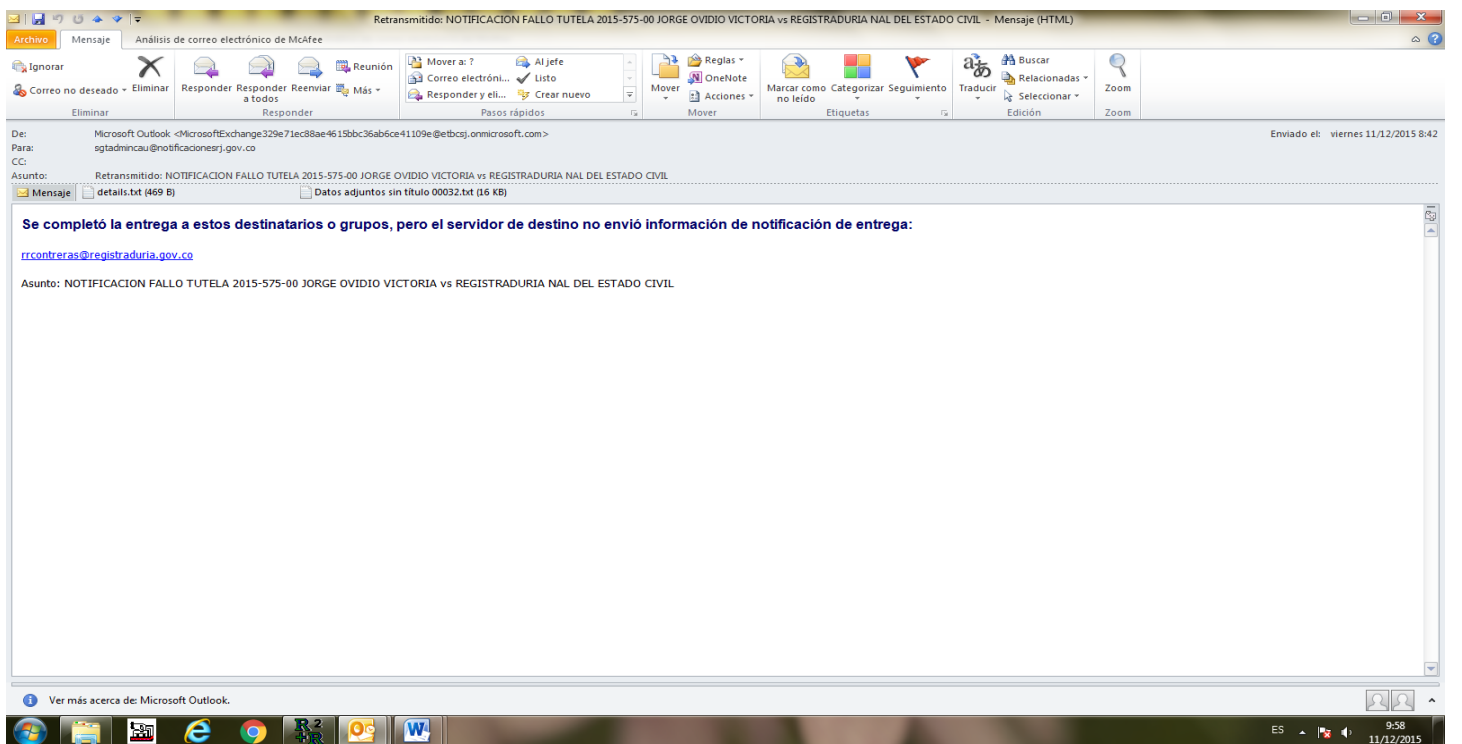 Retransmitido: NOTIFICACION FALLO TUTELA 2015-575-00 JORGE OVIDIO VICTORIA vs REGISTRADURIA NAL DEL ESTADO CIVIL - Mensaje (HTML)
Archivo Mensaje Análisis de correo electrónico de McAfee
Ignorar
Correo no deseado
Eliminar
Responder
Responder a todos
Reenviar
Reunión
Más
Mover a: ?
Al jefe
Correo electróni...
Listo
Responder y eli...
Crear nuevo
Mover
Reglas
OneNote
Acciones
Marcar como no leído
Categorizar
Seguimiento
Traducir
Buscar
Relacionadas
Seleccionar
Zoom
Eliminar Responder Pasos rápidos Mover Etiquetas Edición Zoom
De: Microsoft Outlook <MicrosoftExchange329e71ec88ae4615bbc36ab6ce41109e@etbcsj.onmicrosoft.com> Enviado el: viernes 11/12/2015 8:42
Para: sgtadmincau@notificacionesrj.gov.co
CC:
Asunto: Retransmitido: NOTIFICACION FALLO TUTELA 2015-575-00 JORGE OVIDIO VICTORIA vs REGISTRADURIA NAL DEL ESTADO CIVIL
Mensaje details.txt (469 B) Datos adjuntos sin título 00032.txt (16 KB)
Se completó la entrega a estos destinatarios o grupos, pero el servidor de destino no envió información de notificación de entrega:
rrcontreras@registraduria.gov.co
Asunto: NOTIFICACION FALLO TUTELA 2015-575-00 JORGE OVIDIO VICTORIA vs REGISTRADURIA NAL DEL ESTADO CIVIL
Ver más acerca de: Microsoft Outlook.
ES 9:58
11/12/2015